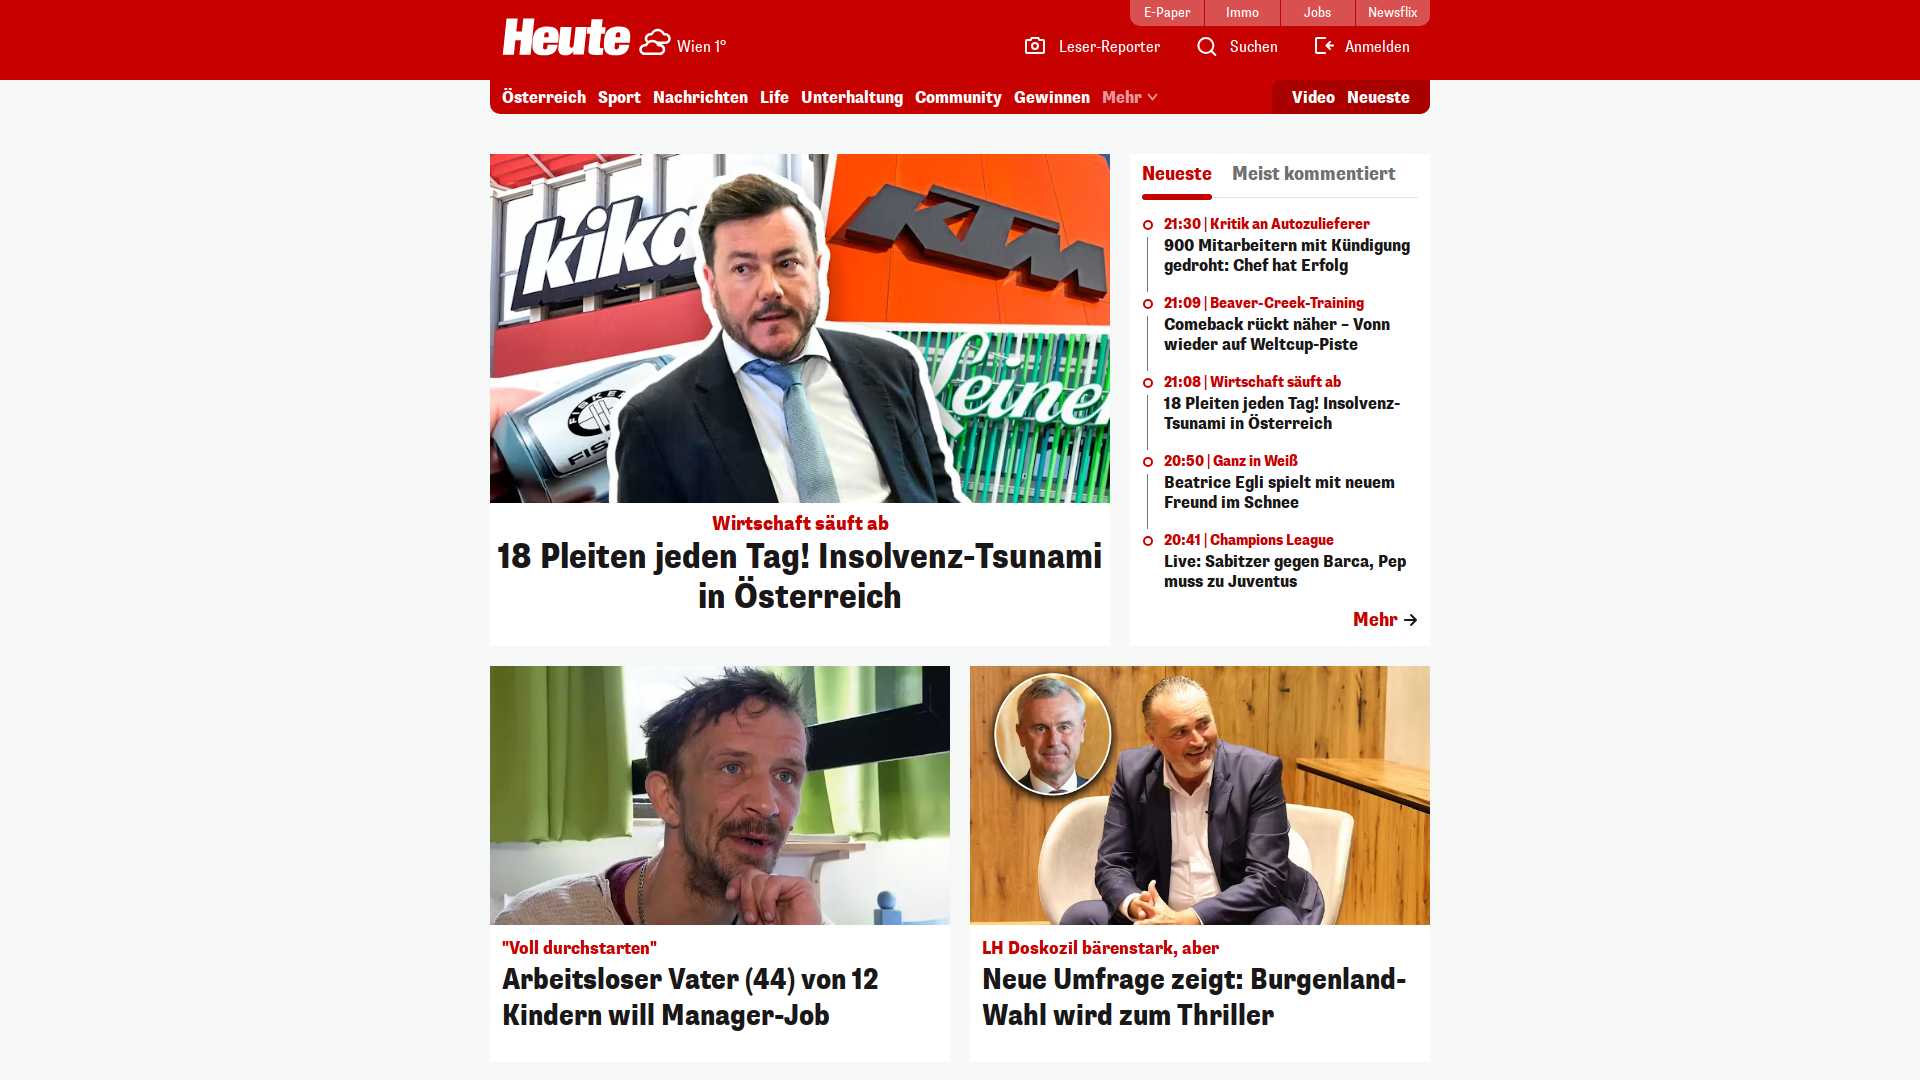 E-Paper
Immo
Jobs
Newsflix
Heute
Wien 1°
Leser-Reporter
Suchen
Anmelden
Österreich
Sport
Nachrichten
Life
Unterhaltung
Community
Gewinnen
Mehr
Video
Neueste
kika
KTM
Leiner
FISKER
Wirtschaft säuft ab
18 Pleiten jeden Tag! Insolvenz-Tsunami
in Österreich
Neueste
Meist kommentiert
21:30 | Kritik an Autozulieferer
900 Mitarbeitern mit Kündigung
gedroht: Chef hat Erfolg
21:09 | Beaver-Creek-Training
Comeback rückt näher – Vonn
wieder auf Weltcup-Piste
21:08 | Wirtschaft säuft ab
18 Pleiten jeden Tag! Insolvenz-
Tsunami in Österreich
20:50 | Ganz in Weiß
Beatrice Egli spielt mit neuem
Freund im Schnee
20:41 | Champions League
Live: Sabitzer gegen Barca, Pep
muss zu Juventus
Mehr
"Voll durchstarten"
Arbeitsloser Vater (44) von 12
Kindern will Manager-Job
LH Doskozil bärenstark, aber
Neue Umfrage zeigt: Burgenland-
Wahl wird zum Thriller